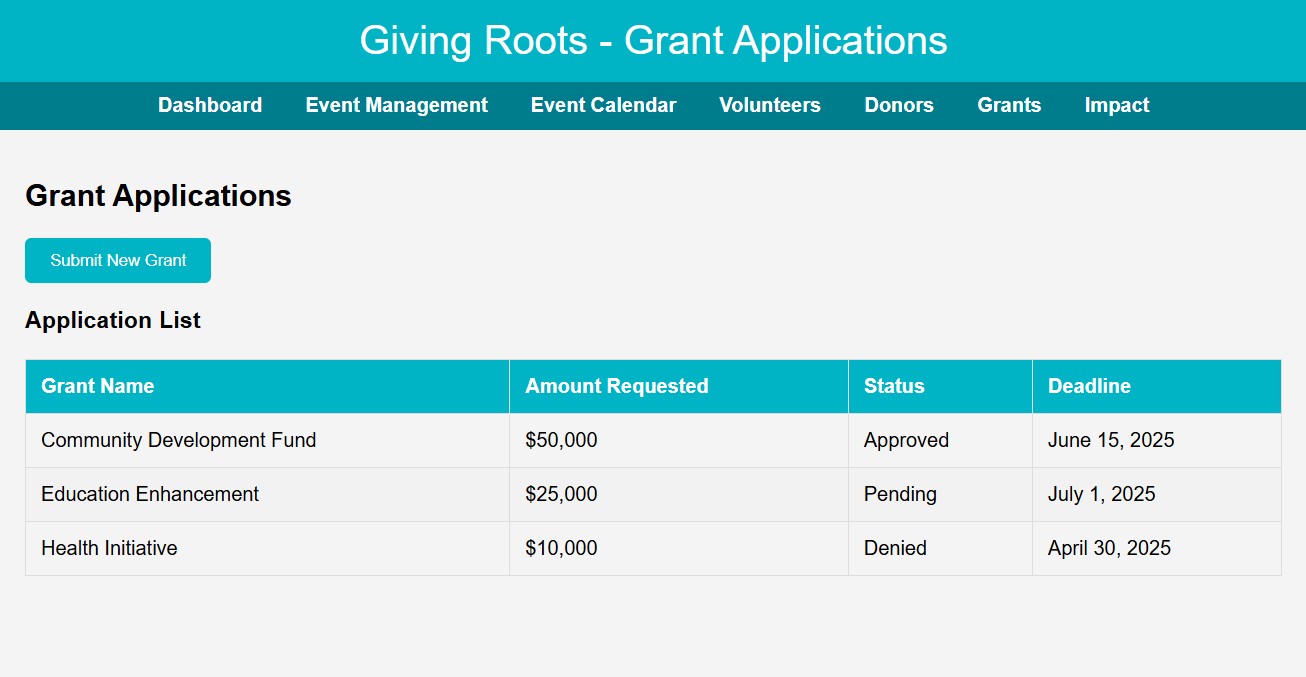 Giving Roots - Grant Applications
Dashboard Event Management Event Calendar Volunteers Donors Grants Impact
Grant Applications
Submit New Grant
Application List
Grant Name Amount Requested Status Deadline
Community Development Fund $50,000 Approved June 15, 2025
Education Enhancement $25,000 Pending July 1, 2025
Health Initiative $10,000 Denied April 30, 2025